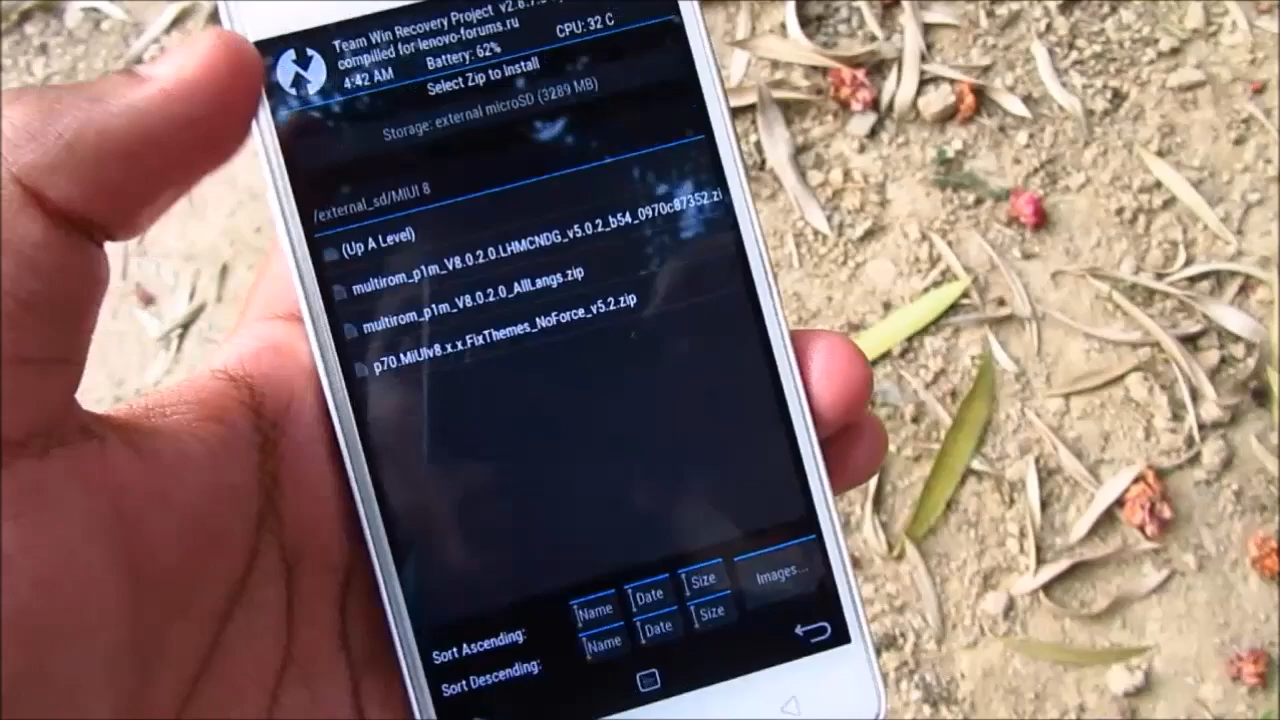 Team Win Recovery Project v2.8.7.
compilled for lenovo-forums.ru
4:42 AM Battery: 62% CPU: 32 C
Select Zip to Install
Storage: external microSD (3289 MB)
/external_sd/MIUI 8
(Up A Level)
multirom_p1m_V8.0.2.0.LHMCNDG_v5.0.2_b54_0970c87352.zi
multirom_p1m_V8.0.2.0_AllLangs.zip
p70.MiUIv8.x.x.FixThemes_NoForce_v5.2.zip
Sort Ascending: Name Date Size Images...
Sort Descending: Name Date Size